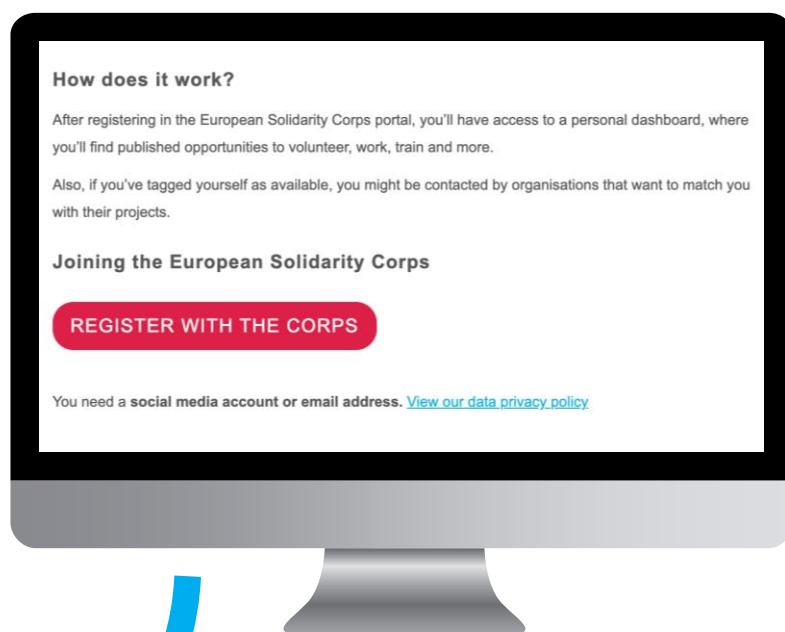 How does it work?
After registering in the European Solidarity Corps portal, you'll have access to a personal dashboard, where
you'll find published opportunities to volunteer, work, train and more.
Also, if you've tagged yourself as available, you might be contacted by organisations that want to match you
with their projects.
Joining the European Solidarity Corps
REGISTER WITH THE CORPS
You need a social media account or email address. View our data privacy policy